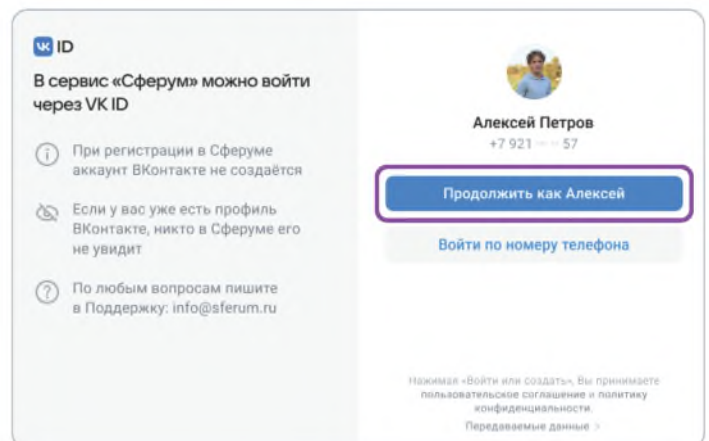 VK ID
В сервис «Сферум» можно войти
через VK ID
При регистрации в Сферуме
аккаунт ВКонтакте не создаётся
Если у вас уже есть профиль
ВКонтакте, никто в Сферуме его
не увидит
По любым вопросам пишите
в Поддержку: info@sferum.ru
Алексей Петров
+7 921 ··· ·· 57
Продолжить как Алексей
Войти по номеру телефона
Нажимая «Войти или создать», Вы принимаете
пользовательское соглашение и политику
конфиденциальности.
Передаваемые данные >